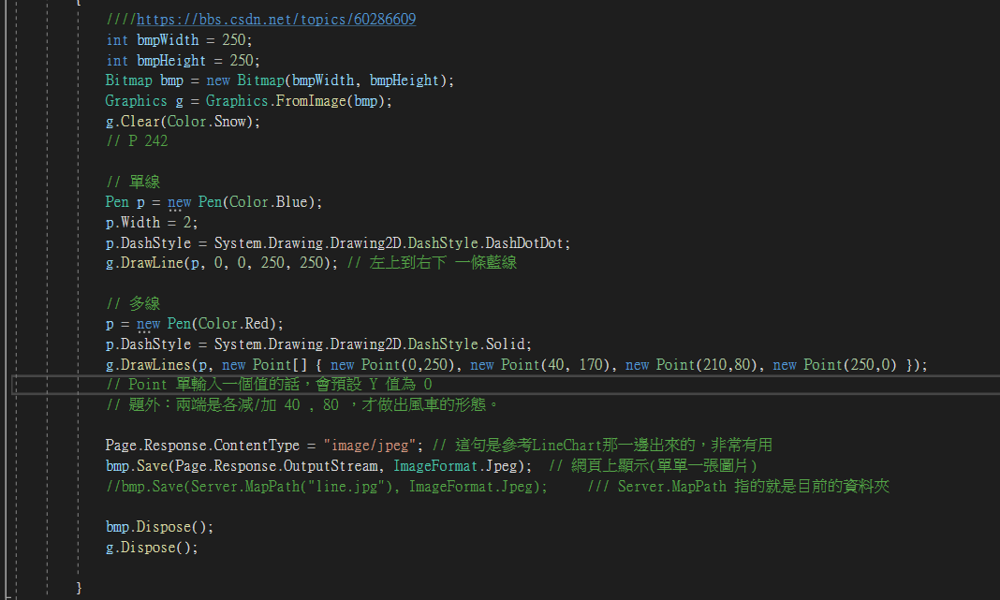 {
////https://bbs.csdn.net/topics/60286609
int bmpWidth = 250;
int bmpHeight = 250;
Bitmap bmp = new Bitmap(bmpWidth, bmpHeight);
Graphics g = Graphics.FromImage(bmp);
g.Clear(Color.Snow);
// P 242
// 單線
Pen p = new Pen(Color.Blue);
p.Width = 2;
p.DashStyle = System.Drawing.Drawing2D.DashStyle.DashDotDot;
g.DrawLine(p, 0, 0, 250, 250); // 左上到右下 一條藍線
// 多線
p = new Pen(Color.Red);
p.DashStyle = System.Drawing.Drawing2D.DashStyle.Solid;
g.DrawLines(p, new Point[] { new Point(0,250), new Point(40, 170), new Point(210,80), new Point(250,0) });
// Point 單輸入一個值的話，會預設 Y 值為 0
// 題外：兩端是各減/加 40 , 80 ，才做出風車的形態。
Page.Response.ContentType = "image/jpeg"; // 這句是參考LineChart那一邊出來的，非常有用
bmp.Save(Page.Response.OutputStream, ImageFormat.Jpeg);  // 網頁上顯示(單單一張圖片)
//bmp.Save(Server.MapPath("line.jpg"), ImageFormat.Jpeg);     /// Server.MapPath 指的就是目前的資料夾
bmp.Dispose();
g.Dispose();
}